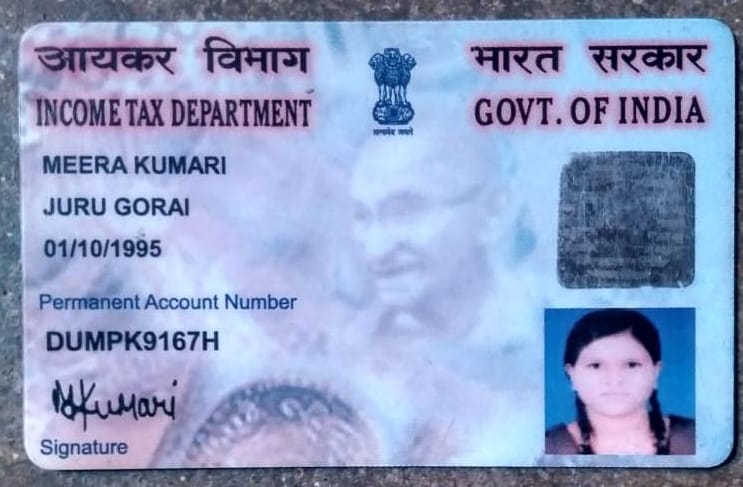 आयकर विभाग
INCOME TAX DEPARTMENT
भारत सरकार
GOVT. OF INDIA
सत्यमेव जयते
MEERA KUMARI
JURU GORAI
01/10/1995
Permanent Account Number
DUMPK9167H
MKumari
Signature